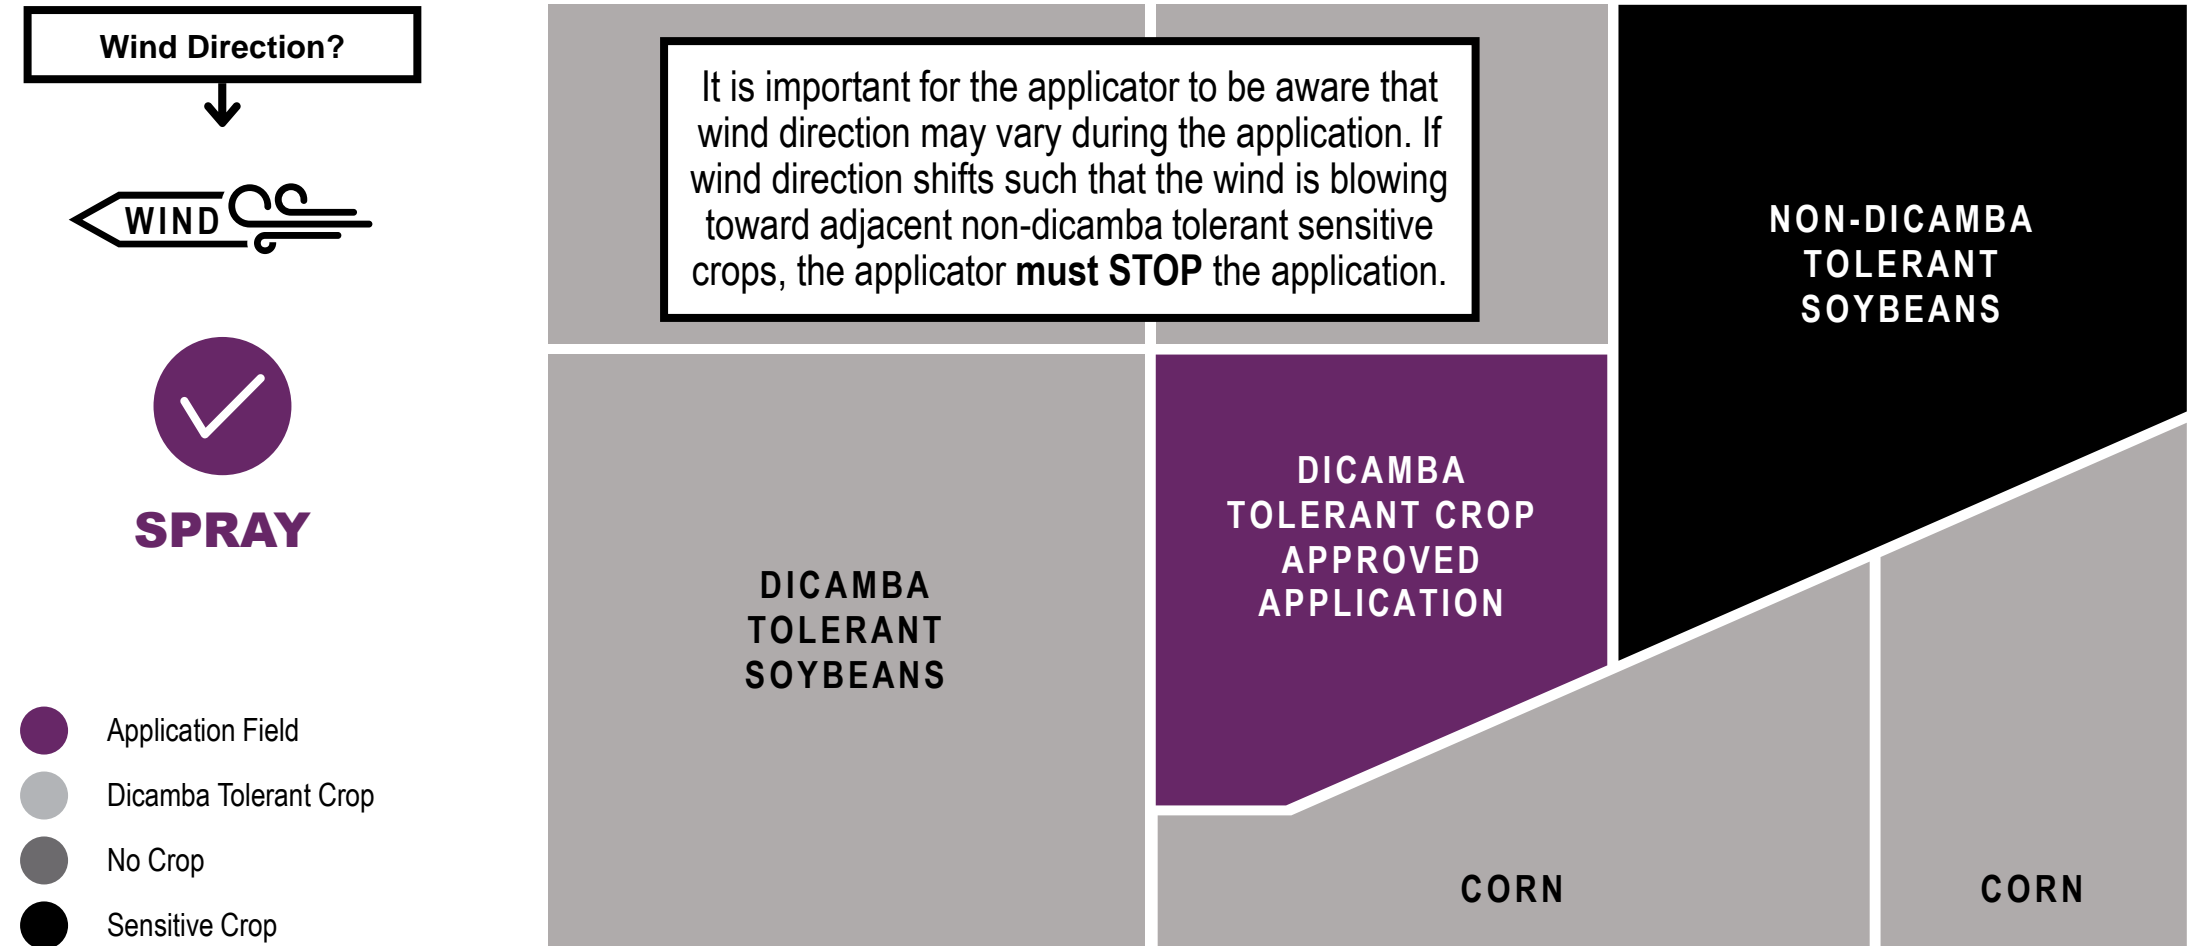 Wind Direction?
WIND
SPRAY
Application Field
Dicamba Tolerant Crop
No Crop
Sensitive Crop
It is important for the applicator to be aware that
wind direction may vary during the application. If
wind direction shifts such that the wind is blowing
toward adjacent non-dicamba tolerant sensitive
crops, the applicator must STOP the application.
NON-DICAMBA
TOLERANT
SOYBEANS
DICAMBA
TOLERANT CROP
APPROVED
APPLICATION
DICAMBA
TOLERANT
SOYBEANS
CORN
CORN